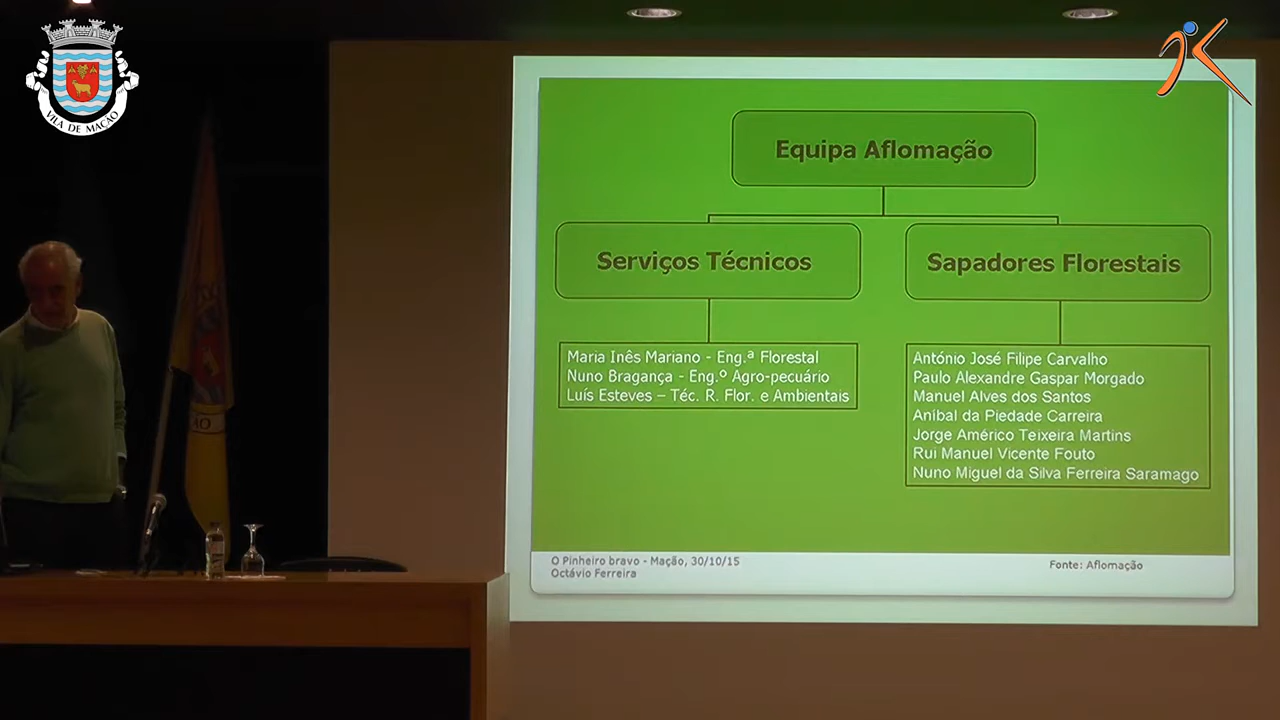 VILA DE MAÇÃO
Equipa Aflomação
Serviços Técnicos
Sapadores Florestais
Maria Inês Mariano - Eng.ª Florestal
Nuno Bragança - Eng.º Agro-pecuário
Luís Esteves – Téc. R. Flor. e Ambientais
António José Filipe Carvalho
Paulo Alexandre Gaspar Morgado
Manuel Alves dos Santos
Aníbal da Piedade Carreira
Jorge Américo Teixeira Martins
Rui Manuel Vicente Fouto
Nuno Miguel da Silva Ferreira Saramago
O Pinheiro bravo - Mação, 30/10/15
Octávio Ferreira
Fonte: Aflomação